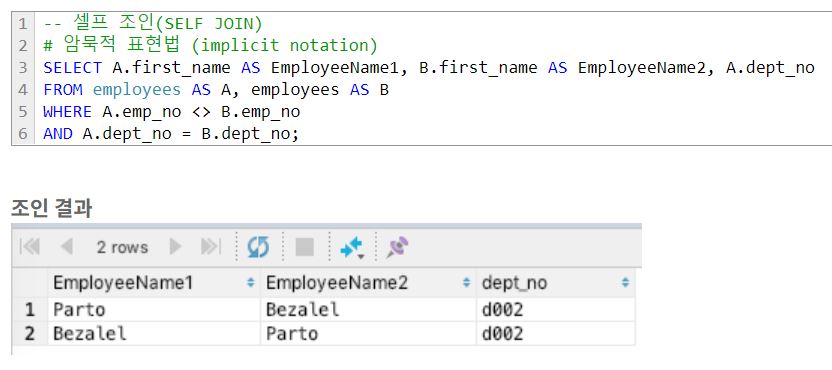 1 -- 셀프 조인(SELF JOIN)
2 # 암묵적 표현법 (implicit notation)
3 SELECT A.first_name AS EmployeeName1, B.first_name AS EmployeeName2, A.dept_no
4 FROM employees AS A, employees AS B
5 WHERE A.emp_no <> B.emp_no
6 AND A.dept_no = B.dept_no;
조인 결과
2 rows
EmployeeName1 EmployeeName2 dept_no
1 Parto Bezalel d002
2 Bezalel Parto d002